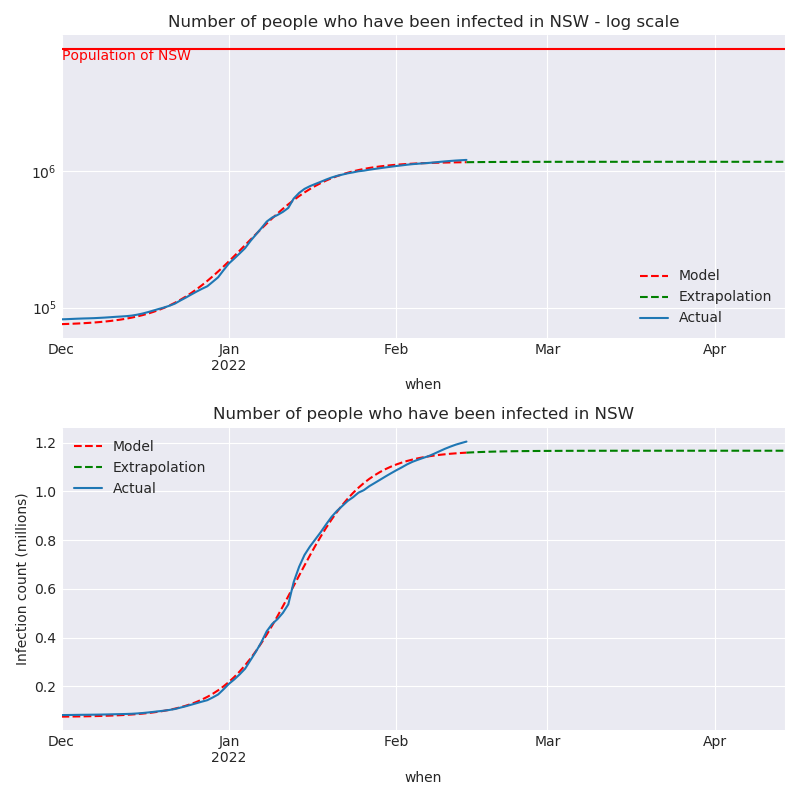 Number of people who have been infected in NSW - log scale
Population of NSW
10^6
10^5
Model
Extrapolation
Actual
Dec Jan Feb Mar Apr
2022
when
Number of people who have been infected in NSW
Infection count (millions)
1.2
1.0
0.8
0.6
0.4
0.2
Model
Extrapolation
Actual
Dec Jan Feb Mar Apr
2022
when